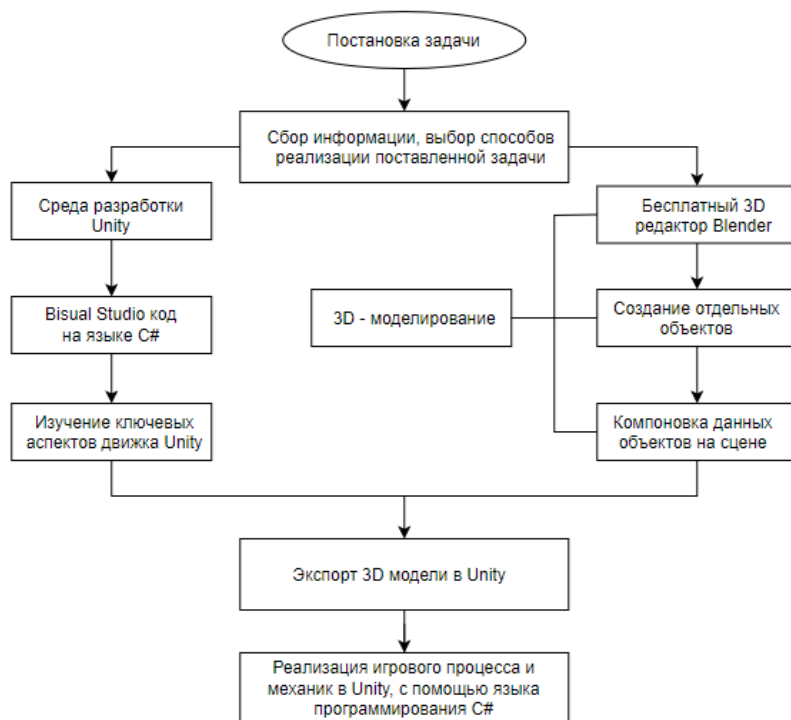 Постановка задачи
Сбор информации, выбор способов
реализации поставленной задачи
Среда разработки
Unity
Бесплатный 3D
редактор Blender
Bisual Studio код
на языке C#
3D - моделирование
Создание отдельных
объектов
Изучение ключевых
аспектов движка Unity
Компоновка данных
объектов на сцене
Экспорт 3D модели в Unity
Реализация игрового процесса и
механик в Unity, с помощью языка
программирования C#